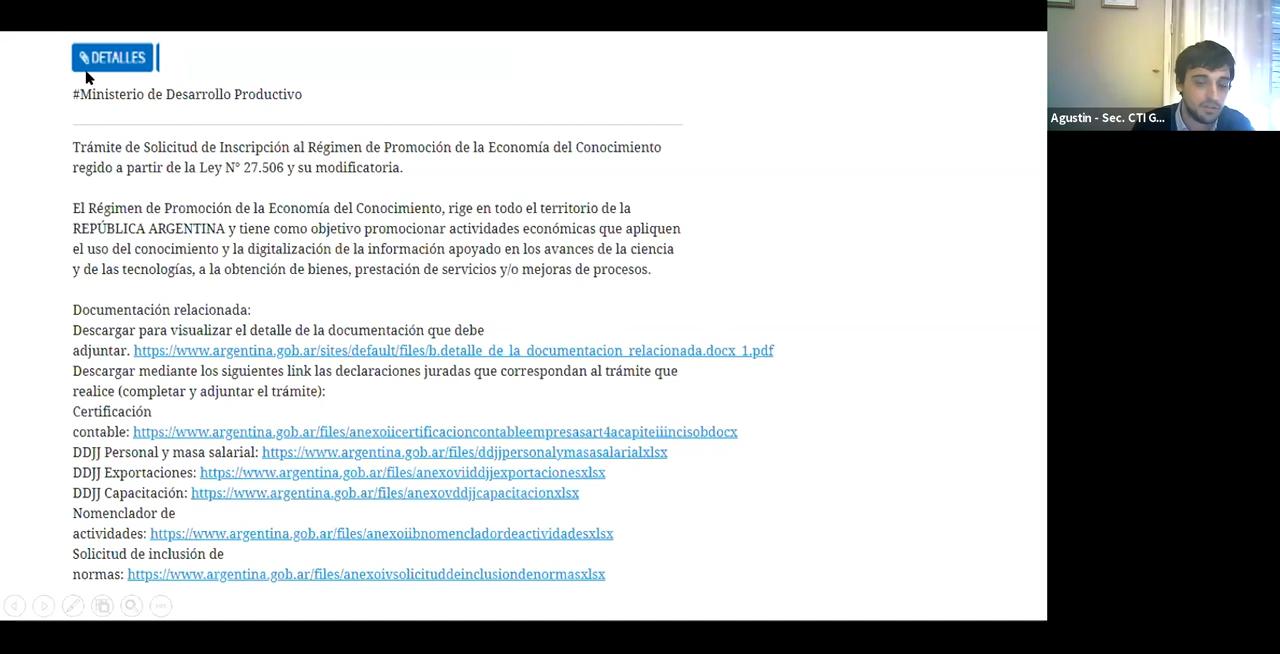 DETALLES
#Ministerio de Desarrollo Productivo
Trámite de Solicitud de Inscripción al Régimen de Promoción de la Economía del Conocimiento
regido a partir de la Ley N° 27.506 y su modificatoria.
El Régimen de Promoción de la Economía del Conocimiento, rige en todo el territorio de la
REPÚBLICA ARGENTINA y tiene como objetivo promocionar actividades económicas que apliquen
el uso del conocimiento y la digitalización de la información apoyado en los avances de la ciencia
y de las tecnologías, a la obtención de bienes, prestación de servicios y/o mejoras de procesos.
Documentación relacionada:
Descargar para visualizar el detalle de la documentación que debe
adjuntar. https://www.argentina.gob.ar/sites/default/files/b.detalle_de_la_documentacion_relacionada.docx_1.pdf
Descargar mediante los siguientes link las declaraciones juradas que correspondan al trámite que
realice (completar y adjuntar el trámite):
Certificación
contable: https://www.argentina.gob.ar/files/anexoiicertificacioncontableempresasart4acapiteiiincisobdocx
DDJJ Personal y masa salarial: https://www.argentina.gob.ar/files/ddjjpersonalymasasalarialxlsx
DDJJ Exportaciones: https://www.argentina.gob.ar/files/anexoviiddjjexportacionesxlsx
DDJJ Capacitación: https://www.argentina.gob.ar/files/anexovddjjcapacitacionxlsx
Nomenclador de
actividades: https://www.argentina.gob.ar/files/anexoiibnomencladordeactividadesxlsx
Solicitud de inclusión de
normas: https://www.argentina.gob.ar/files/anexoivsolicituddeinclusiondenormasxlsx
Agustin - Sec. CTI G...